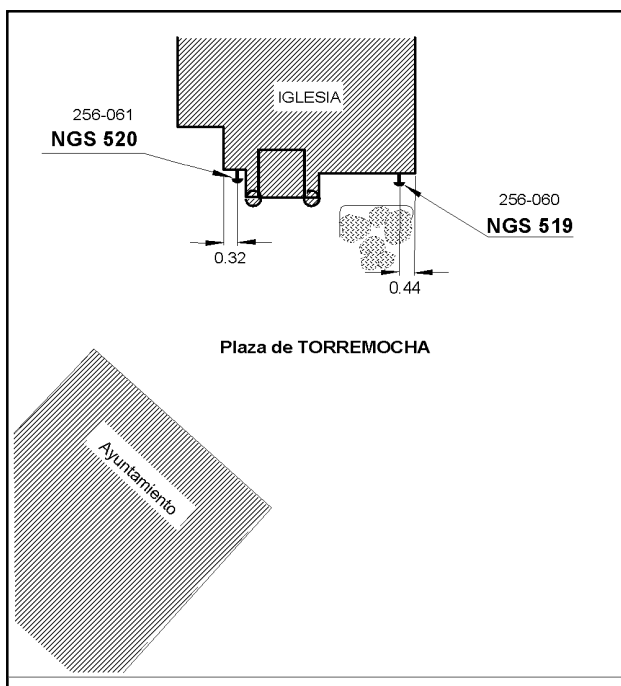 IGLESIA
256-061
NGS 520
256-060
NGS 519
0.32
0.44
Plaza de TORREMOCHA
Ayuntamiento